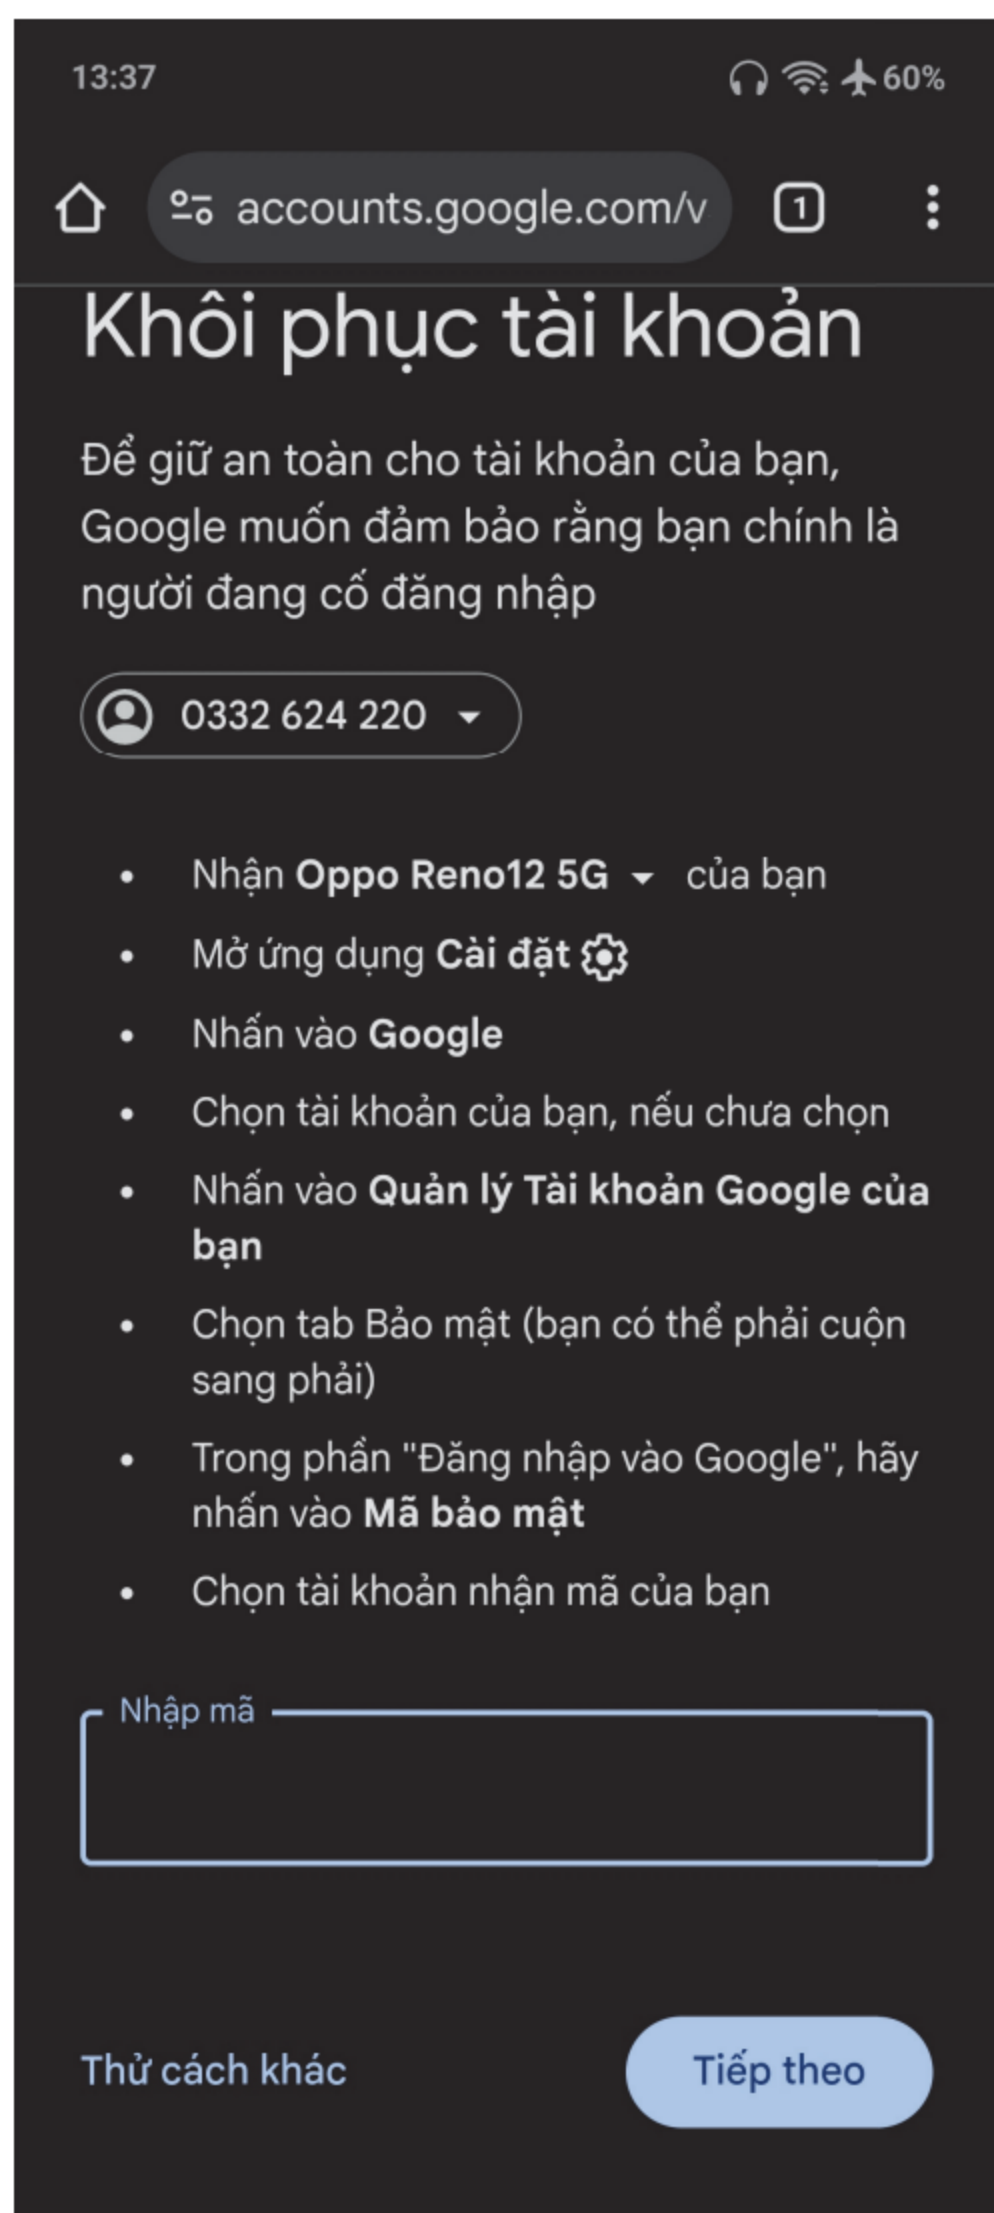 13:37
60%
accounts.google.com/v
1
Khôi phục tài khoản
Để giữ an toàn cho tài khoản của bạn,
Google muốn đảm bảo rằng bạn chính là
người đang cố đăng nhập
0332 624 220
• Nhận Oppo Reno12 5G của bạn
• Mở ứng dụng Cài đặt
• Nhấn vào Google
• Chọn tài khoản của bạn, nếu chưa chọn
• Nhấn vào Quản lý Tài khoản Google của
bạn
• Chọn tab Bảo mật (bạn có thể phải cuộn
sang phải)
• Trong phần "Đăng nhập vào Google", hãy
nhấn vào Mã bảo mật
• Chọn tài khoản nhận mã của bạn
Nhập mã
Thử cách khác
Tiếp theo